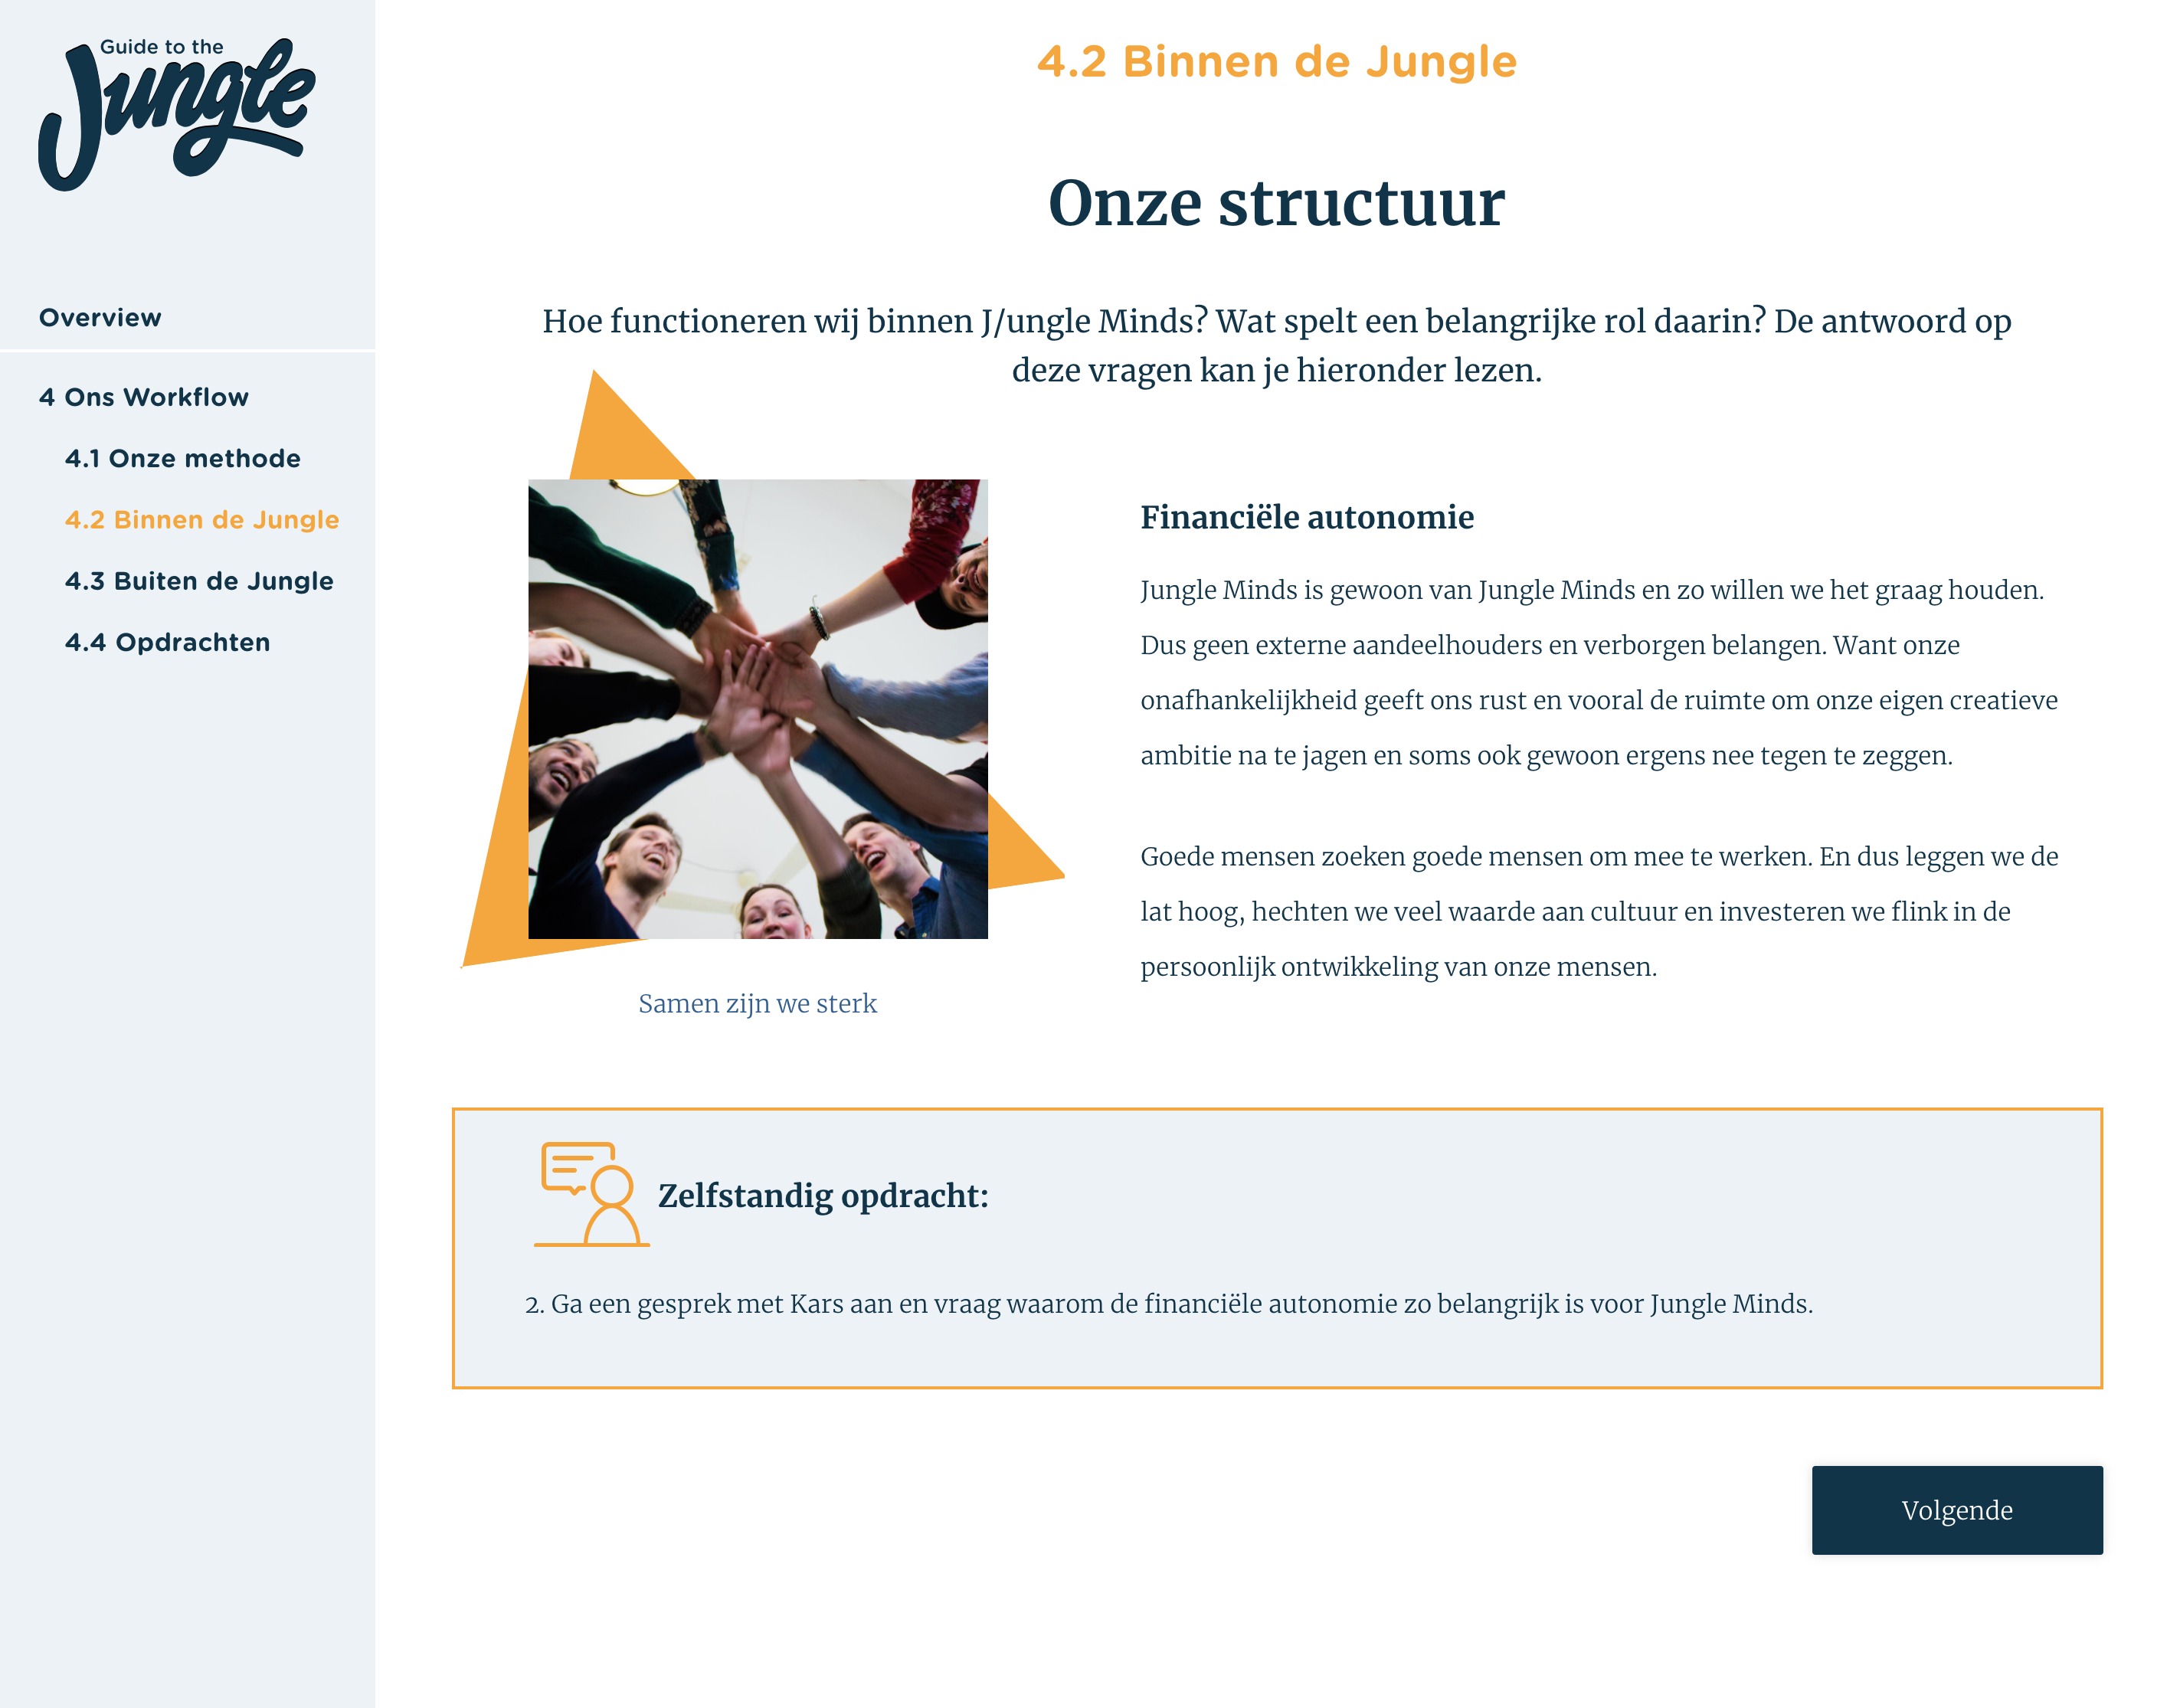 Guide to the
Jungle
Overview
4 Ons Workflow
4.1 Onze methode
4.2 Binnen de Jungle
4.3 Buiten de Jungle
4.4 Opdrachten
4.2 Binnen de Jungle
Onze structuur
Hoe functioneren wij binnen J/ungle Minds? Wat spelt een belangrijke rol daarin? De antwoord op
deze vragen kan je hieronder lezen.
Samen zijn we sterk
Financiële autonomie
Jungle Minds is gewoon van Jungle Minds en zo willen we het graag houden.
Dus geen externe aandeelhouders en verborgen belangen. Want onze
onafhankelijkheid geeft ons rust en vooral de ruimte om onze eigen creatieve
ambitie na te jagen en soms ook gewoon ergens nee tegen te zeggen.
Goede mensen zoeken goede mensen om mee te werken. En dus leggen we de
lat hoog, hechten we veel waarde aan cultuur en investeren we flink in de
persoonlijk ontwikkeling van onze mensen.
Zelfstandig opdracht:
2. Ga een gesprek met Kars aan en vraag waarom de financiële autonomie zo belangrijk is voor Jungle Minds.
Volgende